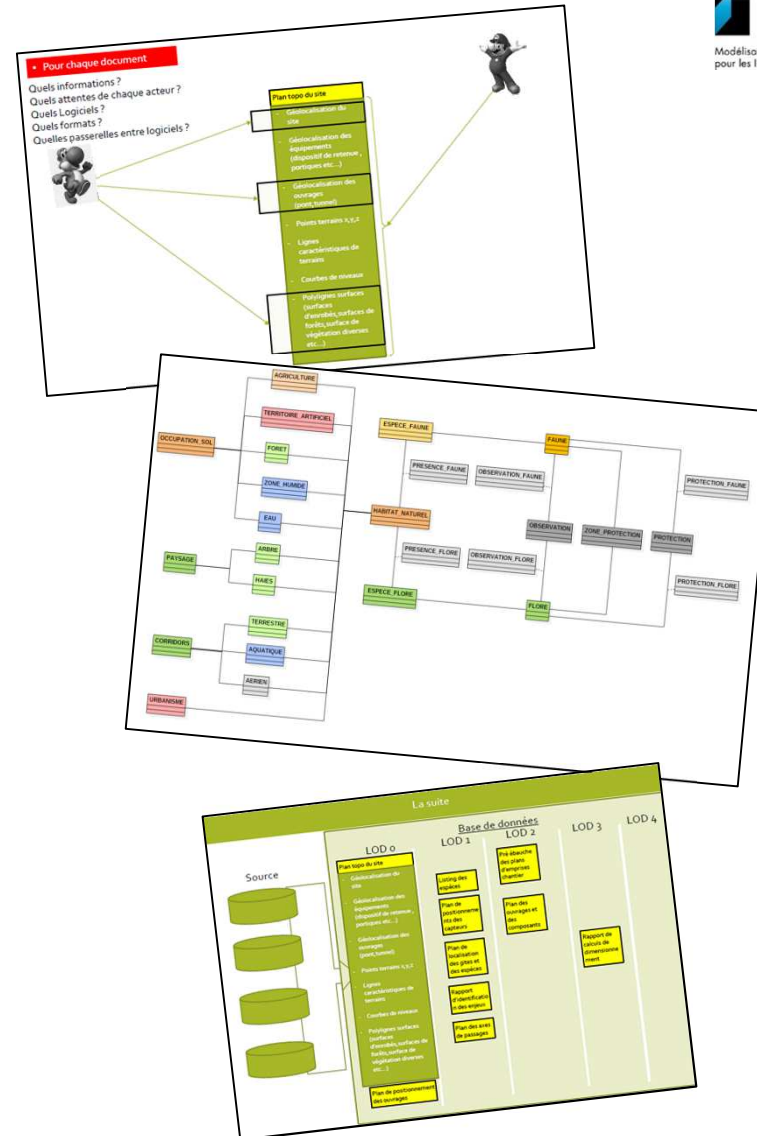 Modélisa
pour les I
• Pour chaque document
Quels informations ?
Quels attentes de chaque acteur ?
Quels Logiciels ?
Quels formats ?
Quelles passerelles entre logiciels ?
Plan topo du site
- Géolocalisation du
site
- Géolocalisation des
équipements
(dispositif de retenue ,
portiques etc...)
- Géolocalisation des
ouvrages
(pont,tunnel)
- Points terrains x,y,z
- Lignes
caractéristiques de
terrains
- Courbes de niveaux
- Polylignes surfaces
(surfaces
d'enrobés,surfaces de
forêts,surface de
végétation diverses
etc...)
AGRICULTURE
TERRITOIRE_ARTIFICIEL
OCCUPATION_SOL
FORET
ZONE_HUMIDE
EAU
PAYSAGE
ARBRE
HAIES
TERRESTRE
CORRIDORS
AQUATIQUE
AERIEN
URBANISME
ESPECE_FAUNE
FAUNE
PRESENCE_FAUNE
OBSERVATION_FAUNE
PROTECTION_FAUNE
HABITAT_NATUREL
OBSERVATION
ZONE_PROTECTION
PROTECTION
PRESENCE_FLORE
OBSERVATION_FLORE
PROTECTION_FLORE
ESPECE_FLORE
FLORE
La suite
Base de données
Source
LOD 0
LOD 1
LOD 2
LOD 3
LOD 4
Plan topo du site
- Géolocalisation du
site
- Géolocalisation des
équipements
(dispositif de retenue ,
portiques etc...)
- Géolocalisation des
ouvrages
(pont,tunnel)
- Points terrains x,y,z
- Lignes
caractéristiques de
terrains
- Courbes de niveaux
- Polylignes surfaces
(surfaces
d'enrobés,surfaces de
forêts,surface de
végétation diverses
etc...)
Plan de positionnement
des ouvrages
Listing des
espèces
Plan de
positionneme
nts des
capteurs
Plan de
localisation
des gites et
des espèces
Rapport
d'identificatio
n des enjeux
Plan des axes
de passages
Pré ébauche
des plans
d'emprises
chantier
Plan des
ouvrages et
des
composants
Rapport de
calculs de
dimensionne
ment